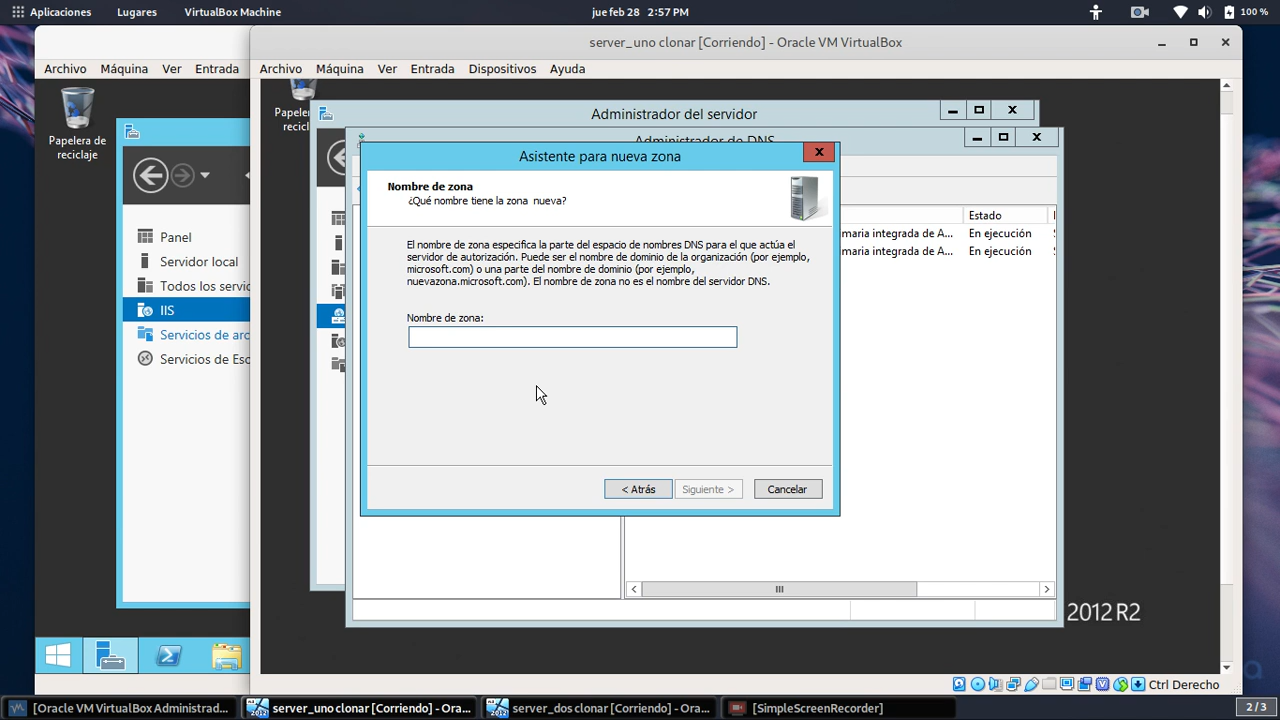 Aplicaciones Lugares VirtualBox Machine jue feb 28 2:57 PM 100 %
server_uno clonar [Corriendo] - Oracle VM VirtualBox
Archivo Máquina Ver Entrada
Archivo Máquina Ver Entrada Dispositivos Ayuda
Papelera de
reciclaje
Administrador del servidor
Administrador de DNS
Asistente para nueva zona
Nombre de zona
¿Qué nombre tiene la zona nueva?
El nombre de zona especifica la parte del espacio de nombres DNS para el que actúa el
servidor de autorización. Puede ser el nombre de dominio de la organización (por ejemplo,
microsoft.com) o una parte del nombre de dominio (por ejemplo,
nuevazona.microsoft.com). El nombre de zona no es el nombre del servidor DNS.
Nombre de zona:
< Atrás Siguiente > Cancelar
Estado
maria integrada de A... En ejecución
maria integrada de A... En ejecución
Panel
Servidor local
Todos los servic
IIS
Servicios de arc
Servicios de Esc
2012 R2
Ctrl Derecho
[Oracle VM VirtualBox Administrad... server_uno clonar [Corriendo] - Ora... server_dos clonar [Corriendo] - Ora... [SimpleScreenRecorder] 2/3